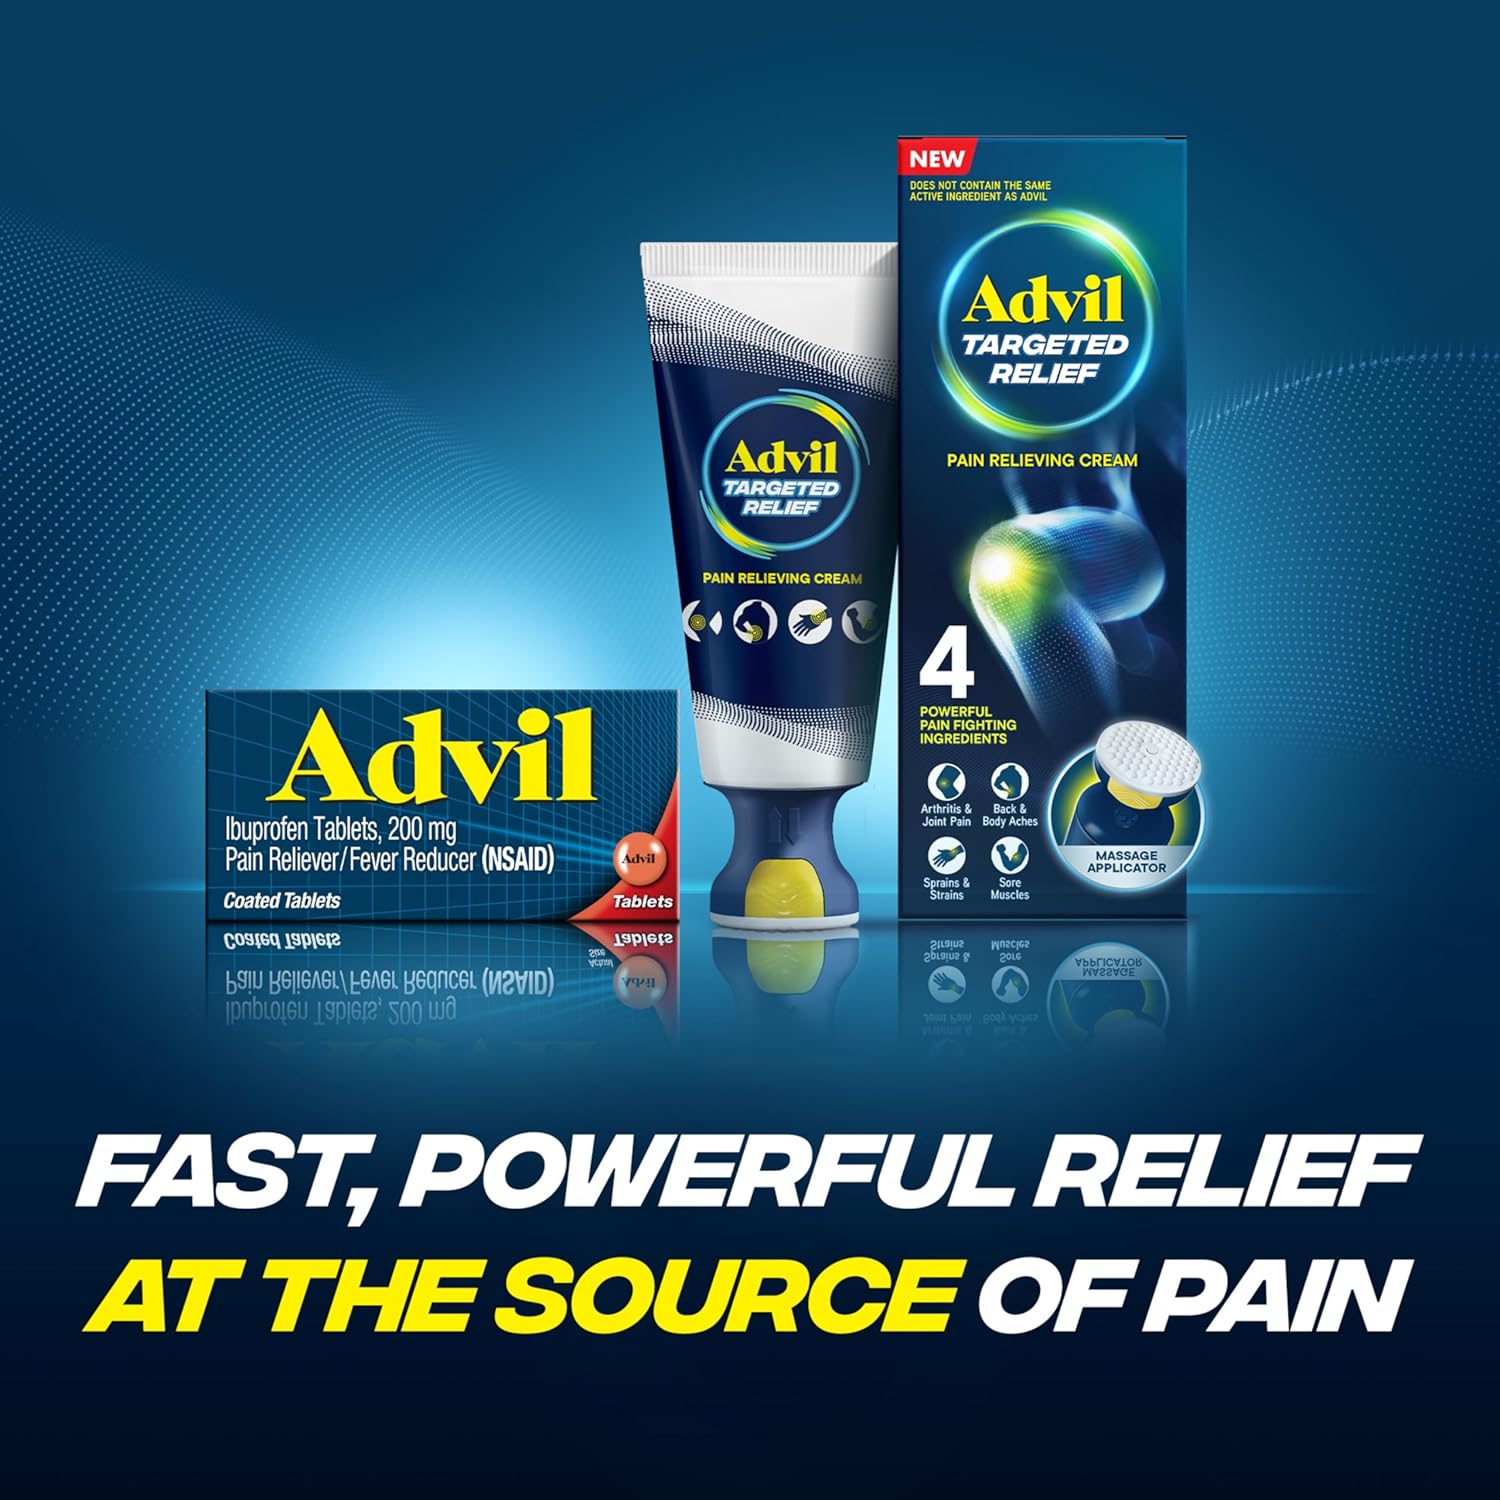 NEW
DOES NOT CONTAIN THE SAME
ACTIVE INGREDIENT AS ADVIL
Advil
TARGETED
RELIEF
PAIN RELIEVING CREAM
4
POWERFUL
PAIN FIGHTING
INGREDIENTS
Arthritis &
Joint Pain
Back &
Body Aches
Sprains &
Strains
Sore
Muscles
MASSAGE
APPLICATOR
Advil
TARGETED
RELIEF
PAIN RELIEVING CREAM
Advil
Ibuprofen Tablets, 200 mg
Pain Reliever/Fever Reducer (NSAID)
Coated Tablets
Advil
Tablets
FAST, POWERFUL RELIEF
AT THE SOURCE OF PAIN